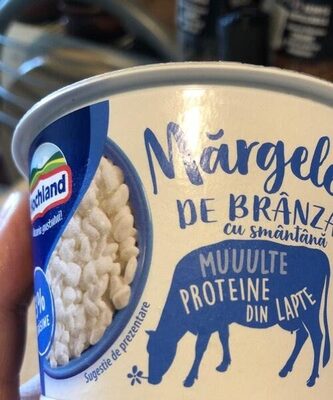 Mărgele
DE BRÂNZĂ
cu smântână
MUUULTE
PROTEINE
DIN LAPTE
Hochland
Sugestie de prezentare